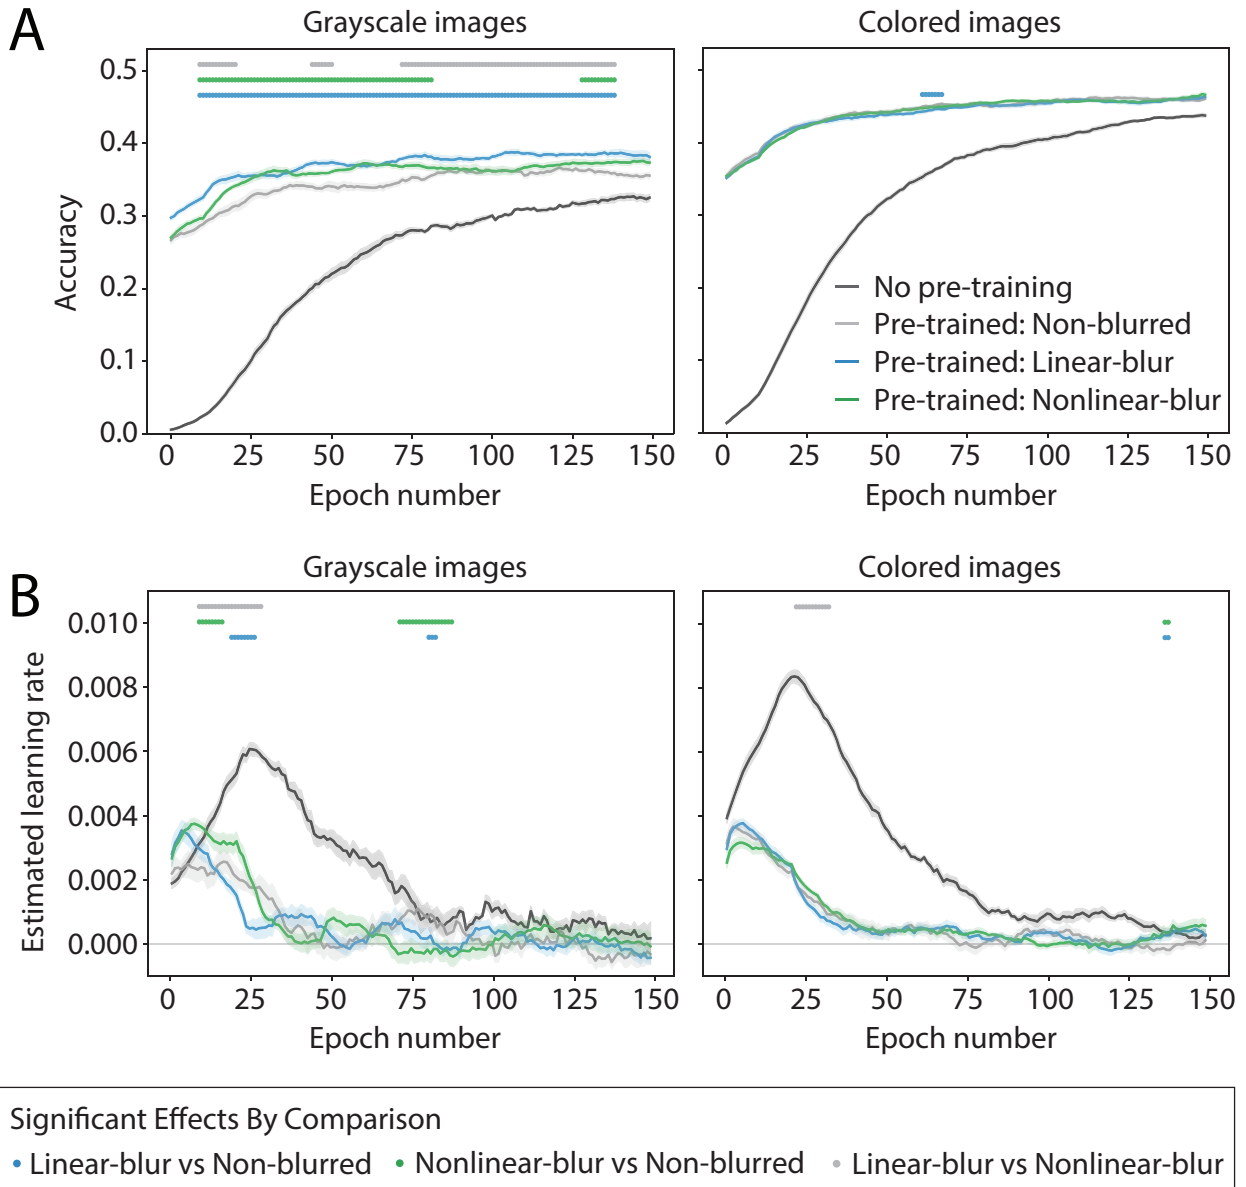 A
Grayscale images
Colored images
0.5
0.4
0.3
0.2
0.1
0.0
Accuracy
No pre-training
Pre-trained: Non-blurred
Pre-trained: Linear-blur
Pre-trained: Nonlinear-blur
0 25 50 75 100 125 150
0 25 50 75 100 125 150
Epoch number
Epoch number
B
Grayscale images
Colored images
0.010
0.008
0.006
0.004
0.002
0.000
Estimated learning rate
0 25 50 75 100 125 150
0 25 50 75 100 125 150
Epoch number
Epoch number
Significant Effects By Comparison
Linear-blur vs Non-blurred
Nonlinear-blur vs Non-blurred
Linear-blur vs Nonlinear-blur